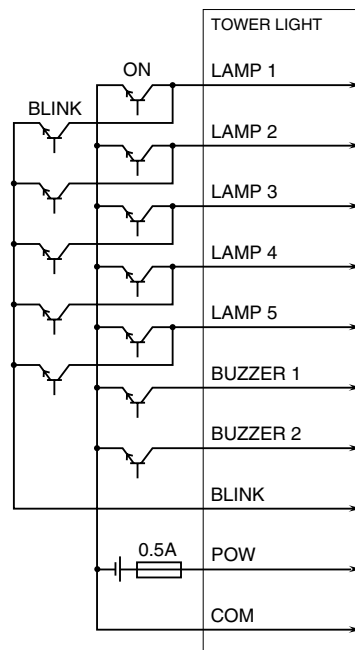 TOWER LIGHT
ON
LAMP 1
BLINK
LAMP 2
LAMP 3
LAMP 4
LAMP 5
BUZZER 1
BUZZER 2
BLINK
0.5A
POW
COM